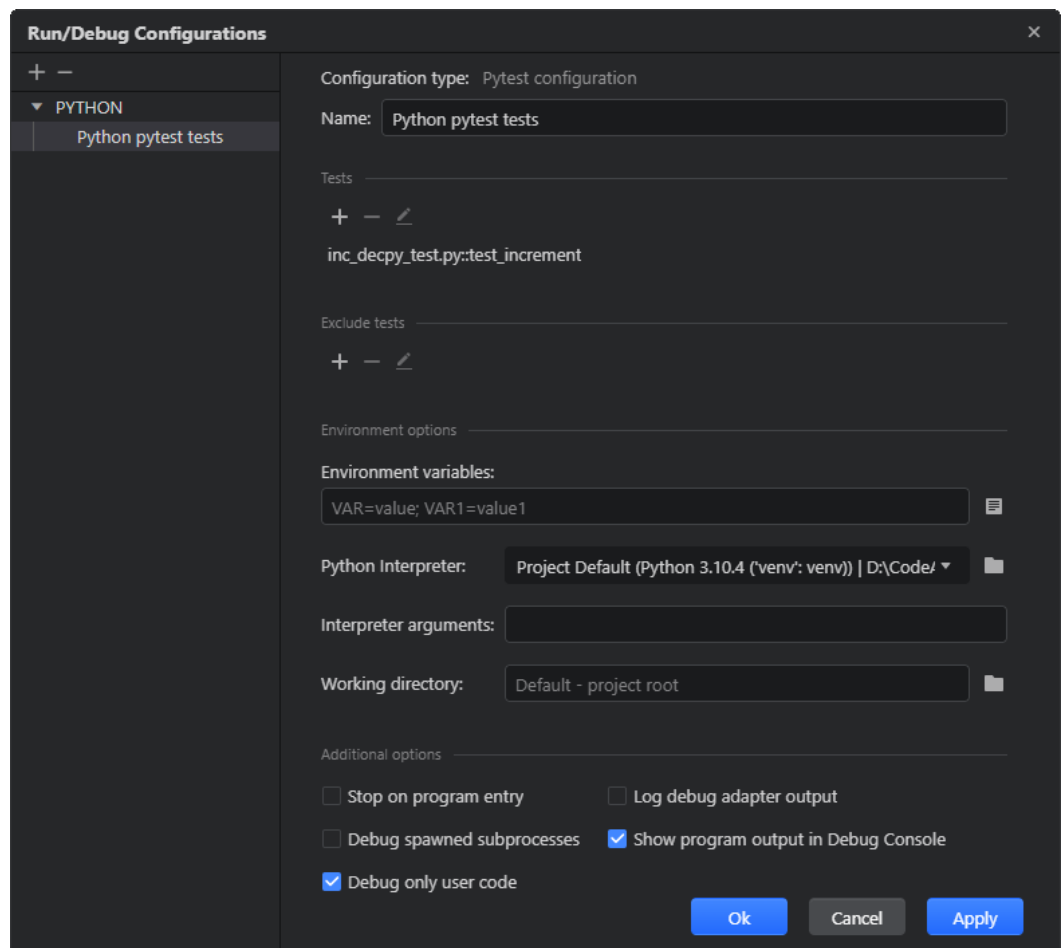 Run/Debug Configurations
PYTHON
Python pytest tests
Configuration type: Pytest configuration
Name: Python pytest tests
Tests
inc_decpy_test.py::test_increment
Exclude tests
Environment options
Environment variables:
VAR=value; VAR1=value1
Python Interpreter: Project Default (Python 3.10.4 ('venv': venv)) | D:\Code/
Interpreter arguments:
Working directory: Default - project root
Additional options
Stop on program entry Log debug adapter output
Debug spawned subprocesses Show program output in Debug Console
Debug only user code
Ok Cancel Apply